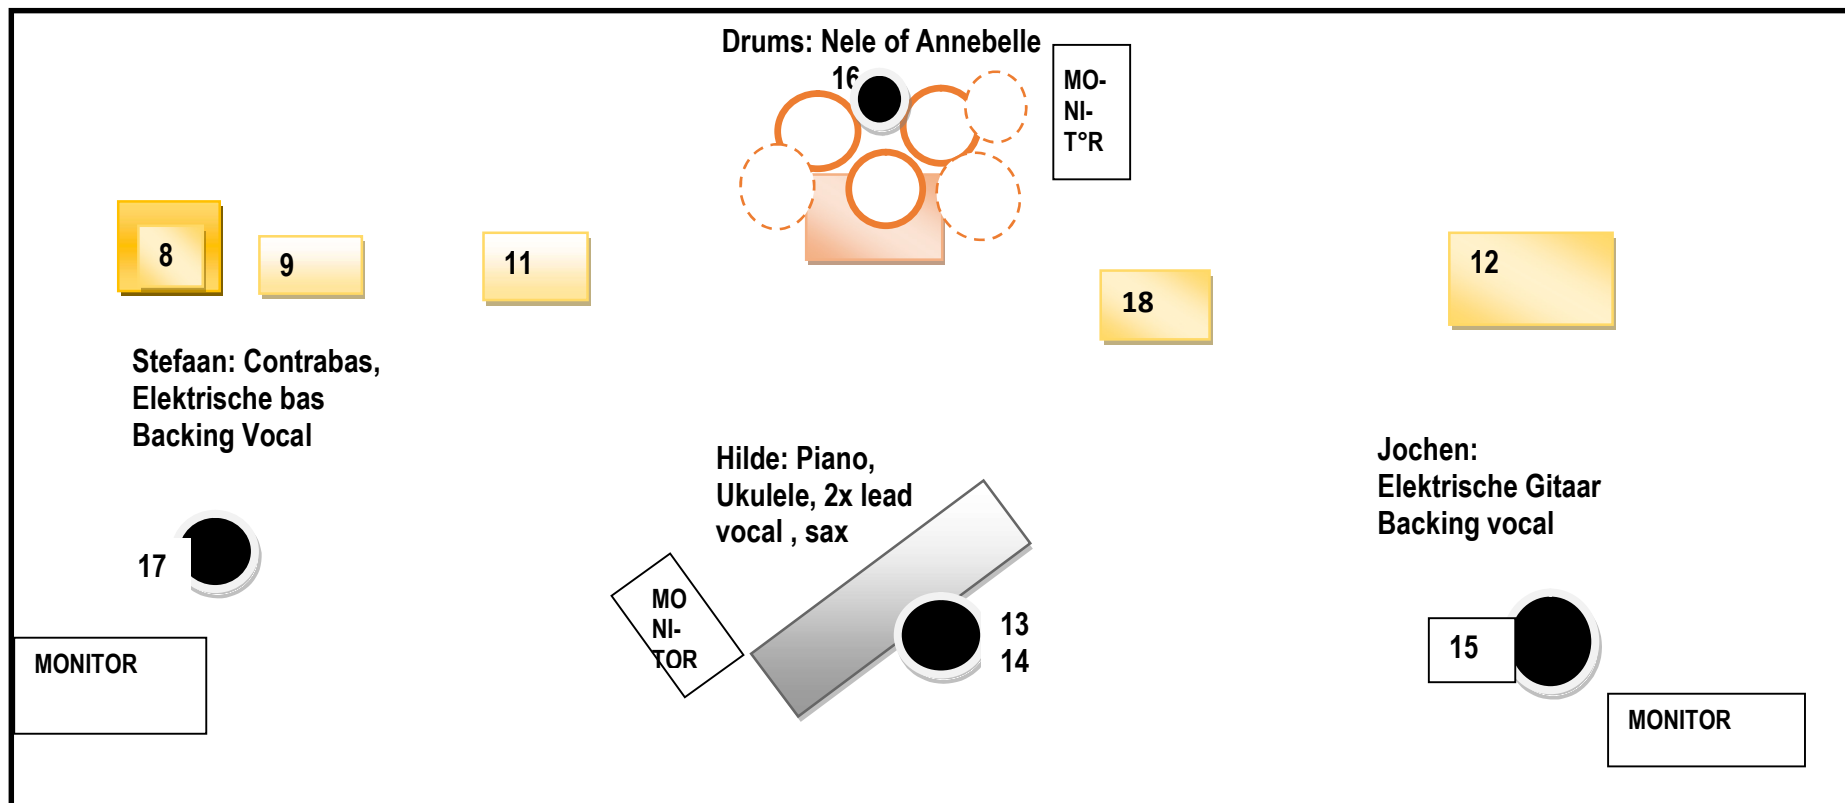 Drums: Nele of Annebelle
16
MO-
NI-
T°R
8
9
11
18
12
Stefaan: Contrabas,
Elektrische bas
Backing Vocal
Hilde: Piano,
Ukulele, 2x lead
vocal , sax
Jochen:
Elektrische Gitaar
Backing vocal
17
MO
NI-
TOR
13
14
15
MONITOR
MONITOR